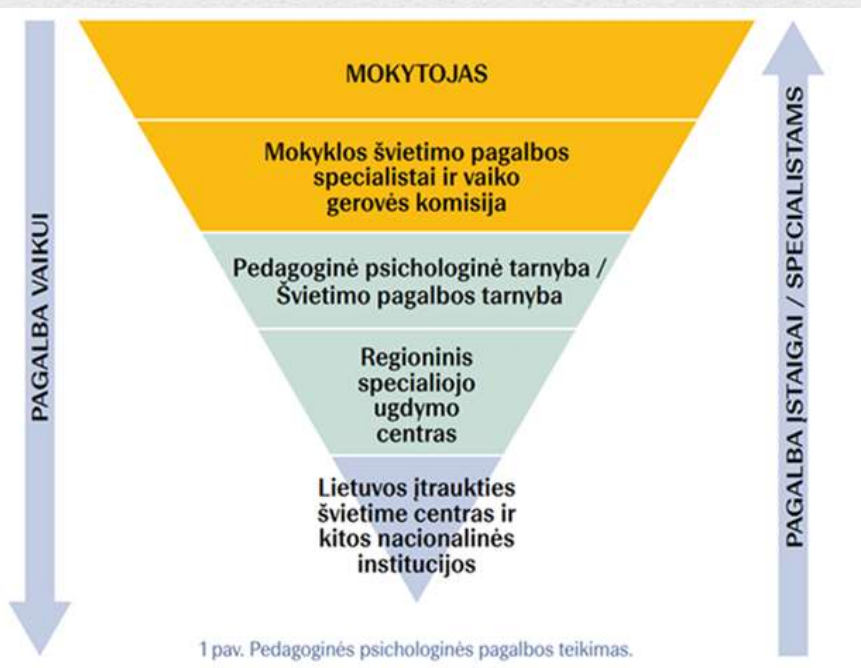 MOKYTOJAS
Mokyklos švietimo pagalbos
specialistai ir vaiko
gerovės komisija
Pedagoginė psichologinė tarnyba /
Švietimo pagalbos tarnyba
Regioninis
specialiojo
ugdymo
centras
Lietuvos įtraukties
švietime centras ir
kitos nacionalinės
institucijos
PAGALBA VAIKUI
PAGALBA ĮSTAIGAI / SPECIALISTAMS
1 pav. Pedagoginės psichologinės pagalbos teikimas.